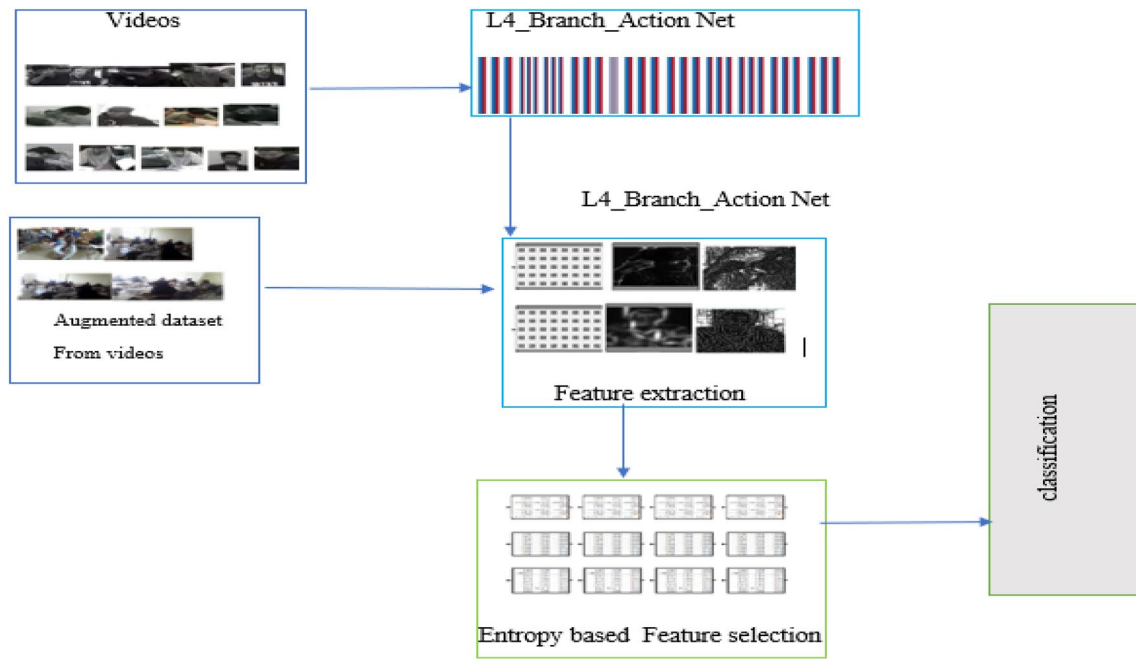 Videos
L4_Branch_Action Net
L4_Branch_Action Net
Augmented dataset
From videos
Feature extraction
classification
Entropy based Feature selection